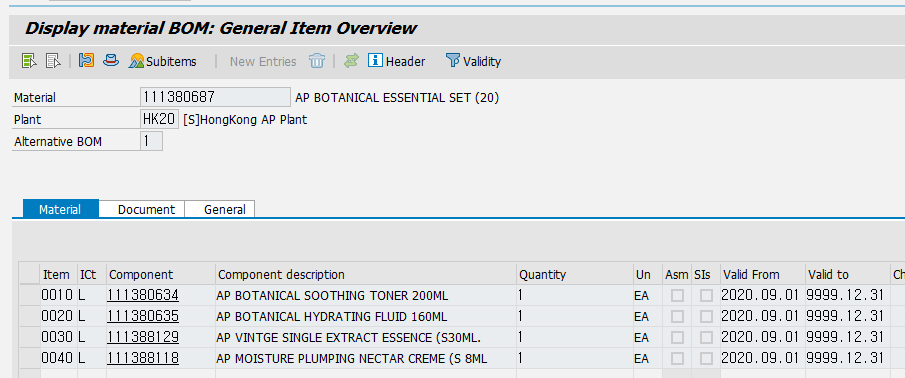 Display material BOM: General Item Overview
Subitems New Entries Header Validity
Material 111380687 AP BOTANICAL ESSENTIAL SET (20)
Plant HK20 [S]HongKong AP Plant
Alternative BOM 1
Material Document General
Item ICt Component Component description Quantity Un Asm SIs Valid From Valid to Ch
0010 L 111380634 AP BOTANICAL SOOTHING TONER 200ML 1 EA 2020.09.01 9999.12.31
0020 L 111380635 AP BOTANICAL HYDRATING FLUID 160ML 1 EA 2020.09.01 9999.12.31
0030 L 111388129 AP VINTGE SINGLE EXTRACT ESSENCE (S30ML. 1 EA 2020.09.01 9999.12.31
0040 L 111388118 AP MOISTURE PLUMPING NECTAR CREME (S 8ML 1 EA 2020.09.01 9999.12.31